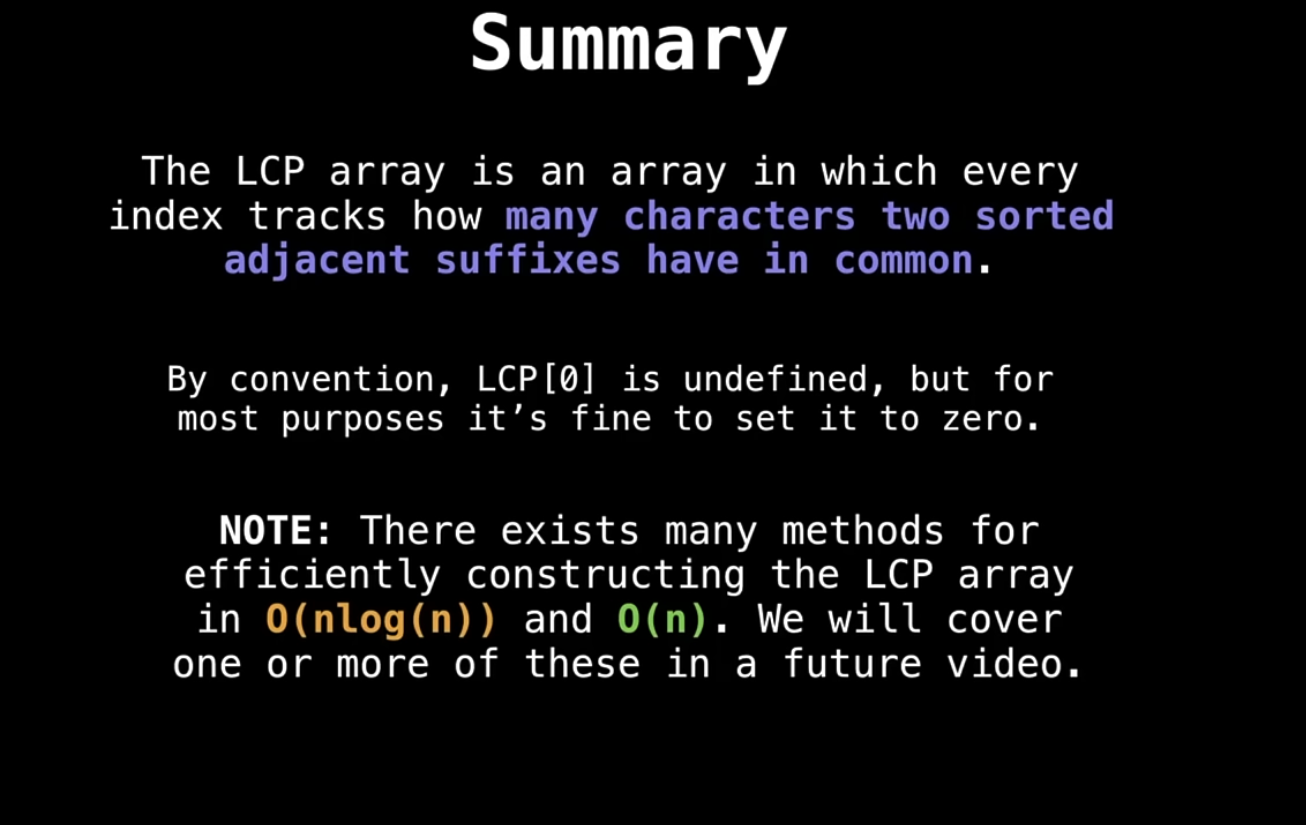 Summary
The LCP array is an array in which every
index tracks how many characters two sorted
adjacent suffixes have in common.
By convention, LCP[0] is undefined, but for
most purposes it’s fine to set it to zero.
NOTE: There exists many methods for
efficiently constructing the LCP array
in O(nlog(n)) and O(n). We will cover
one or more of these in a future video.